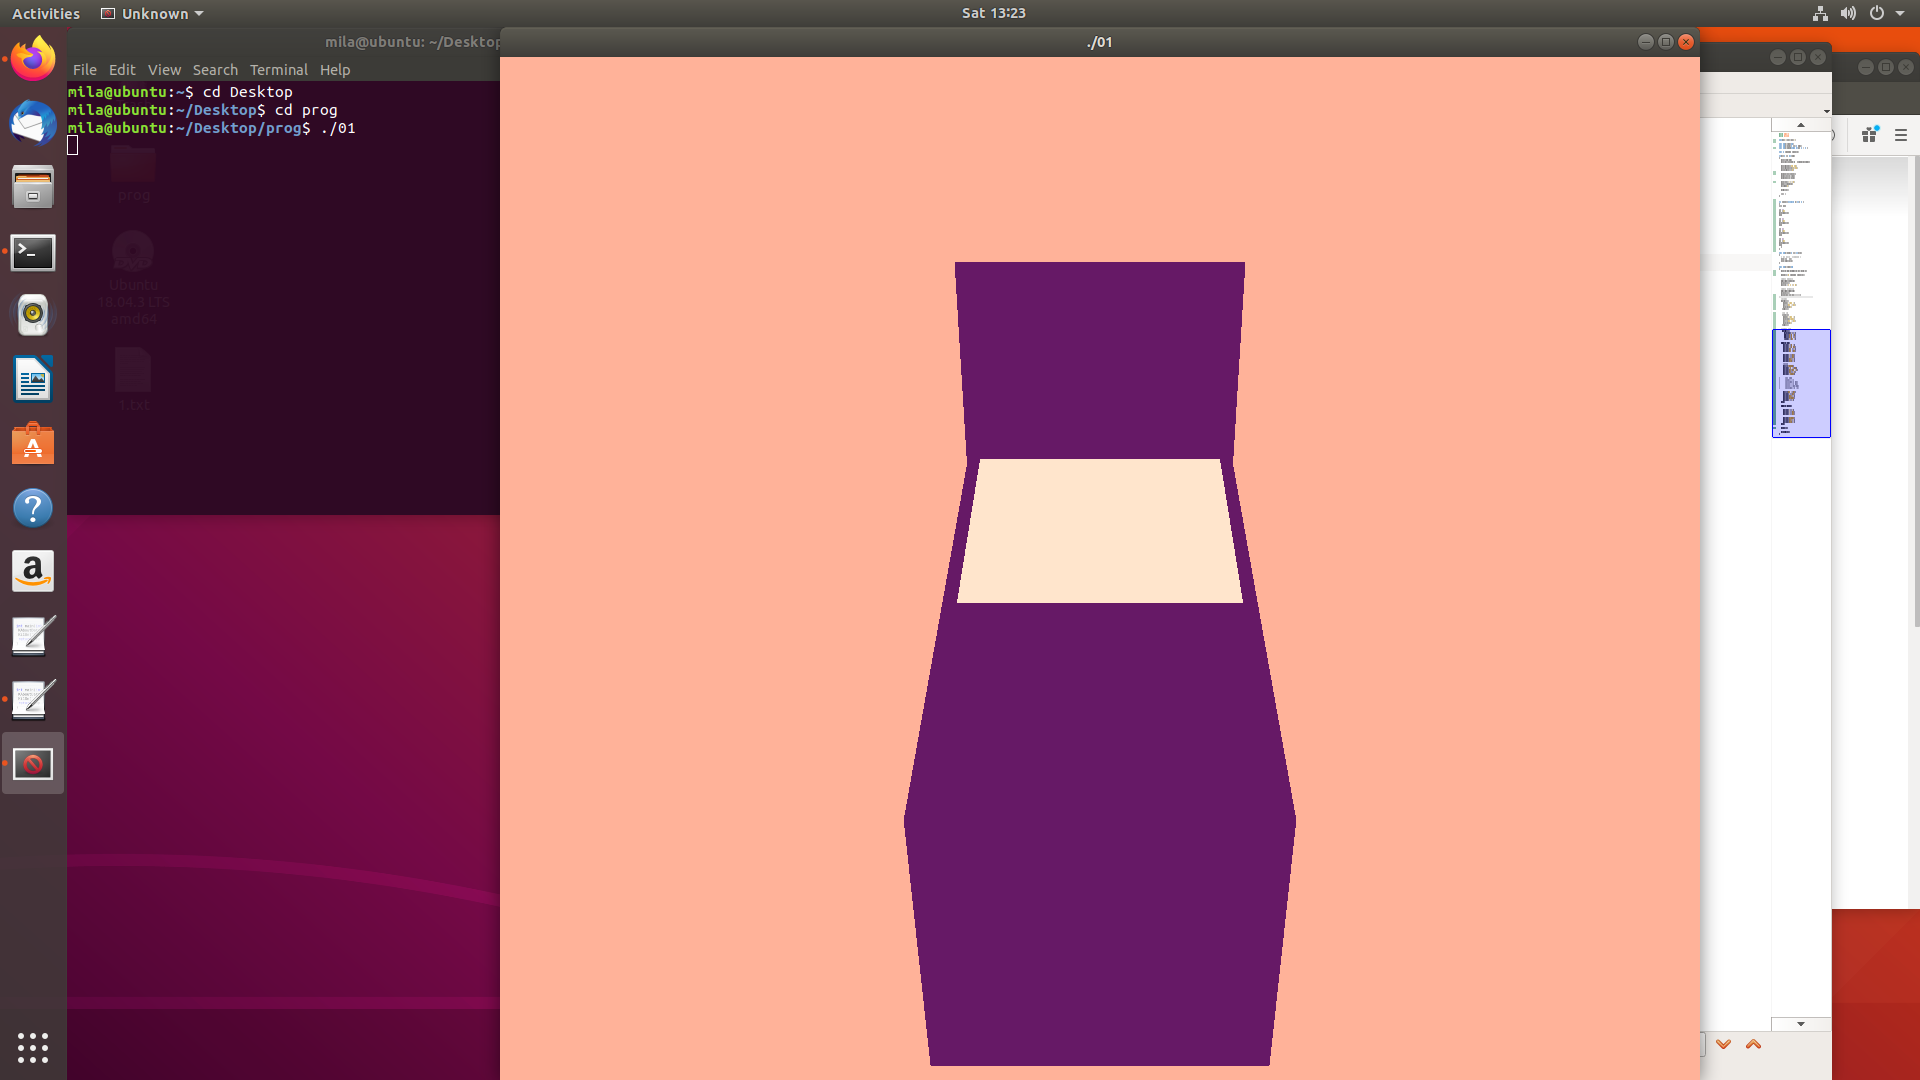 Activities
Unknown
Sat 13:23
mila@ubuntu: ~/Desktop
./01
File Edit View Search Terminal Help
mila@ubuntu:~$ cd Desktop
mila@ubuntu:~/Desktop$ cd prog
mila@ubuntu:~/Desktop/prog$ ./01
prog
DVD
Ubuntu
18.04.3 LTS
amd64
1.txt